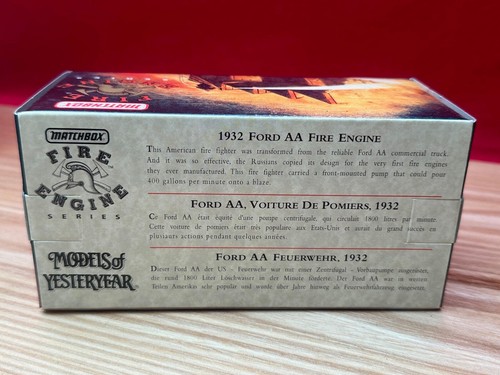 MATCHBOX
MATCHBOX
FIRE
ENGINE
SERIES
MODELS of
YESTERYEAR
1932 FORD AA FIRE ENGINE
This American fire fighter was transformed from the reliable Ford AA commercial truck.
And it was so effective, the Russians copied its design for the very first fire engines
they ever manufactured. This fire fighter carried a front-mounted pump that could pour
400 gallons per minute onto a blaze.
FORD AA, VOITURE DE POMIERS, 1932
Ce Ford AA était équité d'une pompe centrifugale, qui circulait 1800 litres par minute.
Cette voiture de pompiers était très populaire aux Etats-Unis et aurait du grand succès en
plusiuerts actions pendant quelques années.
FORD AA FEUERWEHR, 1932
Dieser Ford AA der US - Feuerwehr war mit einer Zentrifugal - Vorbaupumpe ausgerüstet,
die rund 1800 Liter Löschwasser in der Minute förderte. Der Ford AA war in weiten
Teilen Amerikas sehr populär und wurde über Jahre hinweg als Feuerwehrfahrzeug eingesetzt.